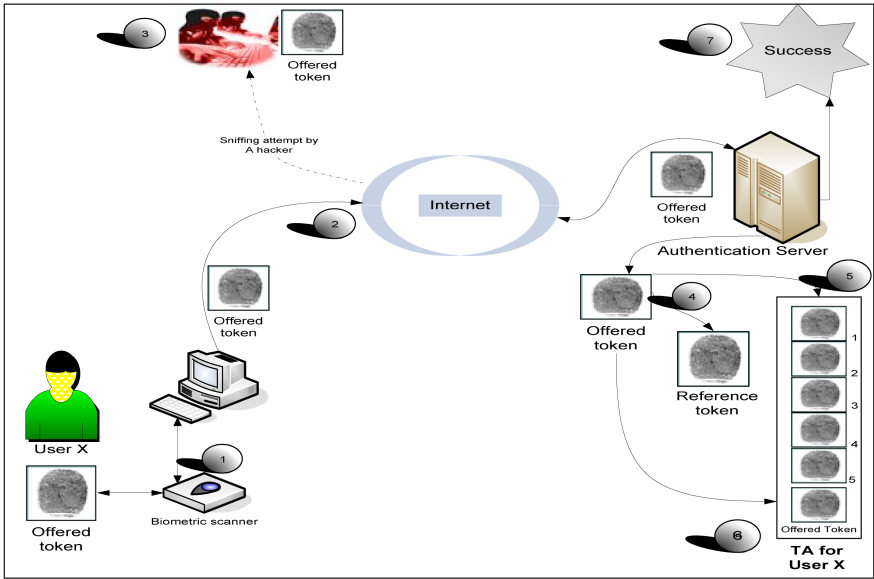 3
Offered
token
Sniffing attempt by
A hacker
7
Success
Internet
2
Offered
token
Offered
token
Authentication Server
5
4
Offered
token
Reference
token
1
2
3
4
5
Offered Token
TA for
User X
6
User X
1
Offered
token
Biometric scanner